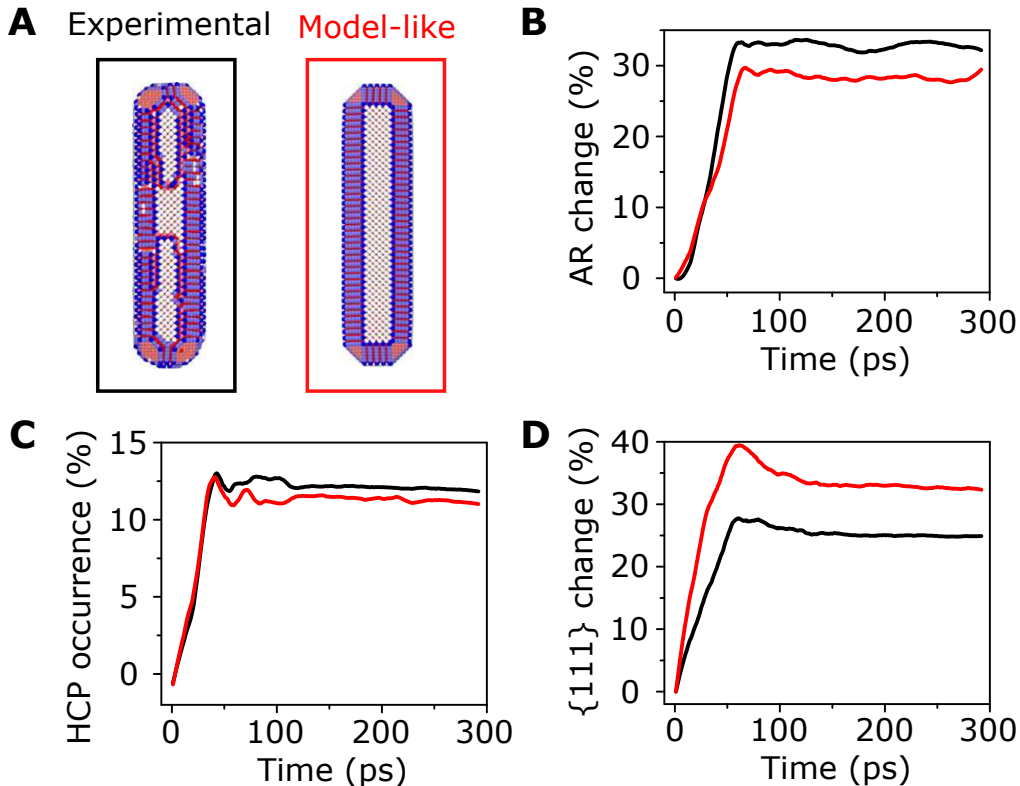 A
Experimental
Model-like
B
AR change (%)
30
20
10
0
0
100
200
300
Time (ps)
C
HCP occurrence (%)
15
10
5
0
0
100
200
300
Time (ps)
D
{111} change (%)
40
30
20
10
0
0
100
200
300
Time (ps)